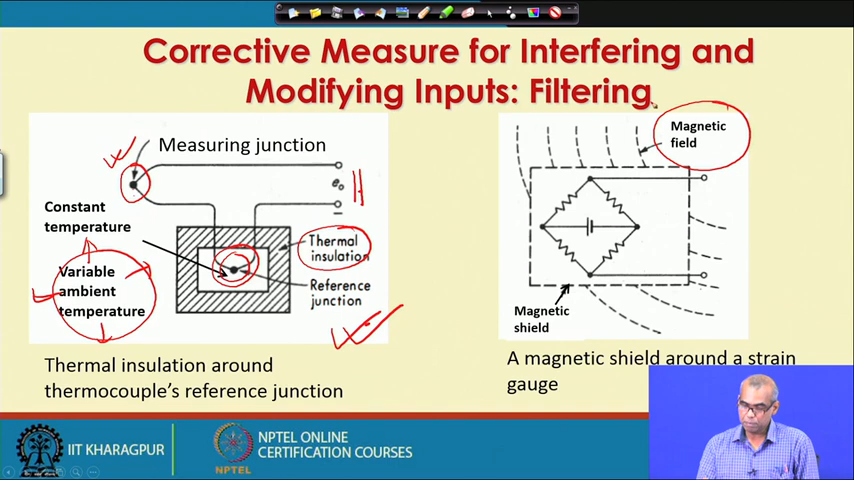 Corrective Measure for Interfering and
Modifying Inputs: Filtering
Measuring junction
Constant
temperature
Variable
ambient
temperature
Thermal
insulation
Reference
junction
Thermal insulation around
thermocouple's reference junction
Magnetic
field
Magnetic
shield
A magnetic shield around a strain
gauge
IIT KHARAGPUR
NPTEL
NPTEL ONLINE
CERTIFICATION COURSES